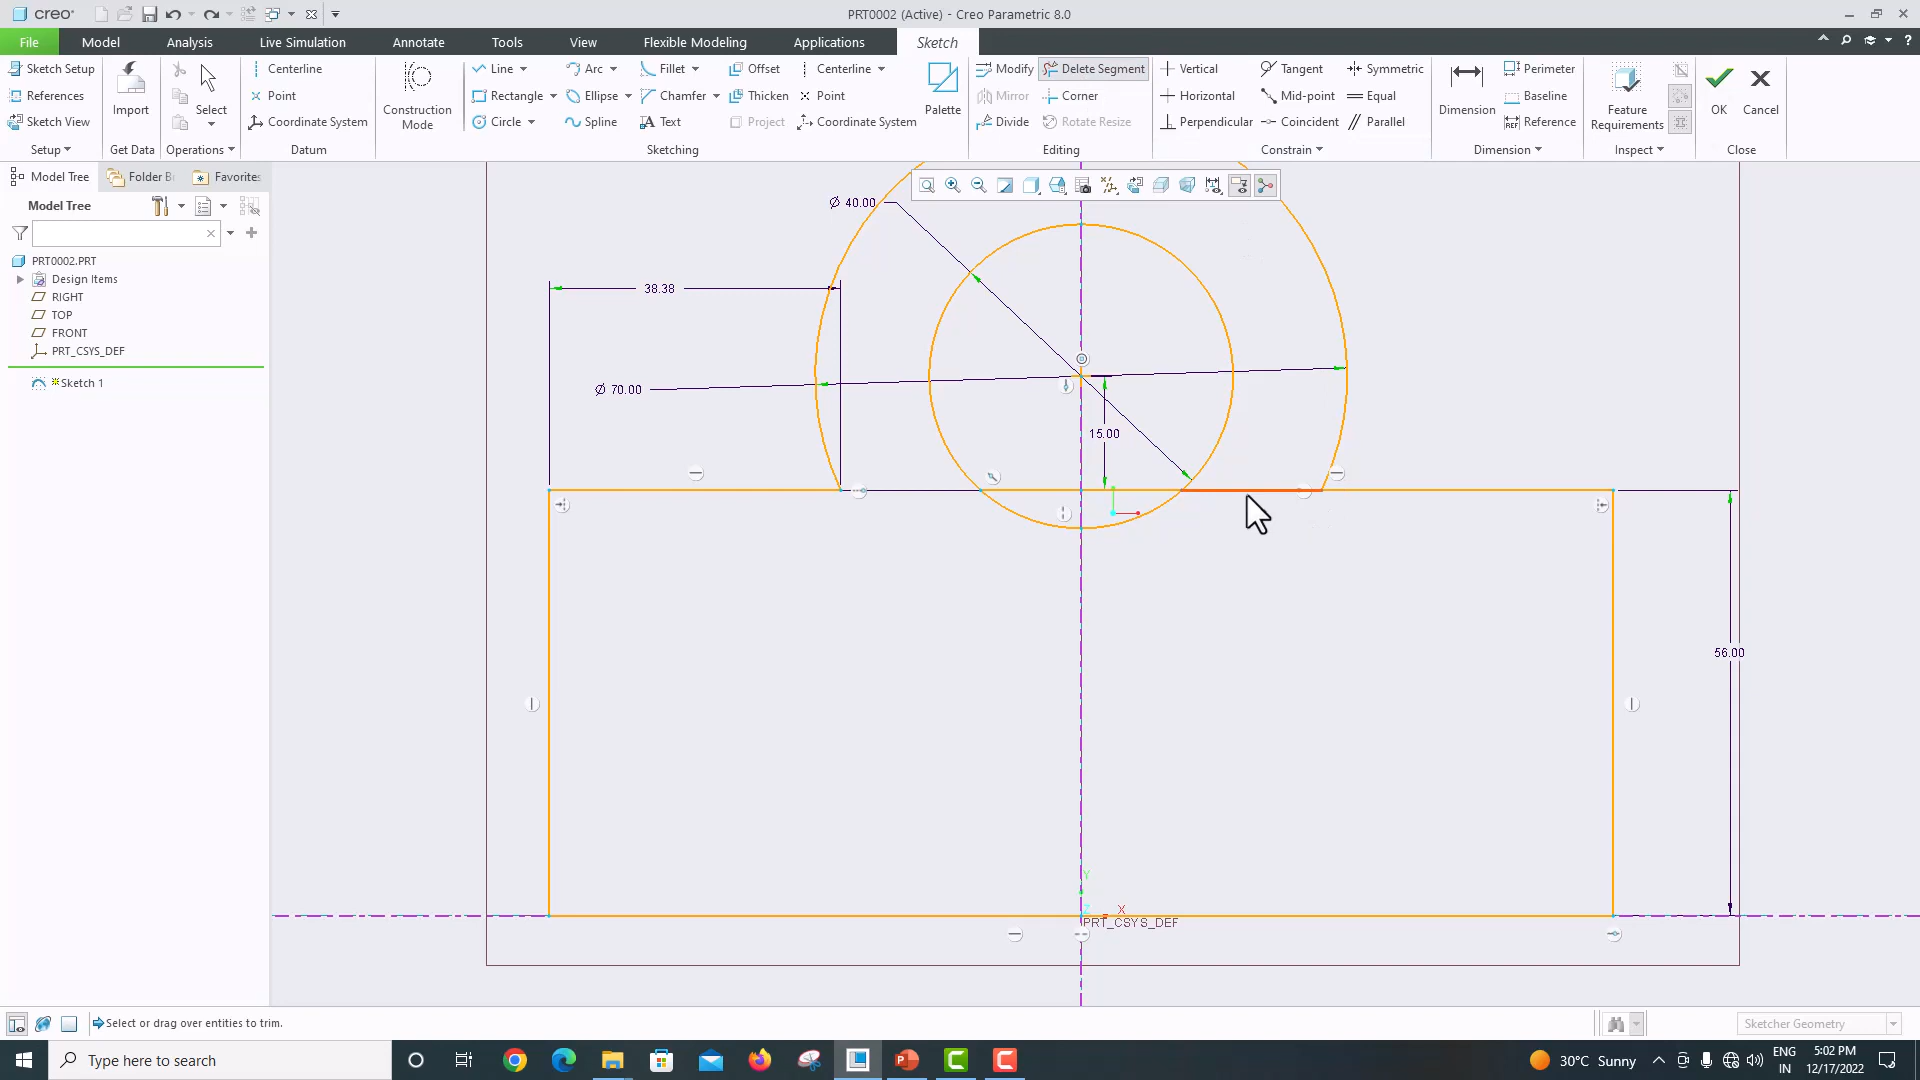 creo
PRT0002 (Active) - Creo Parametric 8.0
File Model Analysis Live Simulation Annotate Tools View Flexible Modeling Applications Sketch
Sketch Setup Centerline Line Arc Fillet Offset Centerline Modify Delete Segment Vertical Tangent Symmetric Perimeter
References Point Rectangle Ellipse Chamfer Thicken Point Mirror Corner Horizontal Mid-point Equal Baseline
Sketch View Coordinate System Circle Spline Text Project Coordinate System Divide Rotate Resize Perpendicular Coincident Parallel Reference
Import Select Construction Mode Palette Dimension Feature Requirements OK Cancel
Setup Get Data Operations Datum Sketching Editing Constrain Dimension Inspect Close
Model Tree Folder B Favorites
Model Tree
PRT0002.PRT
Design Items
RIGHT
TOP
FRONT
PRT_CSYS_DEF
Sketch 1
Ø 40.00
38.38
Ø 70.00
15.00
56.00
Y
Z
X
PRT_CSYS_DEF
Select or drag over entities to trim.
Sketcher Geometry
Type here to search
30°C Sunny
ENG
IN
5:02 PM
12/17/2022